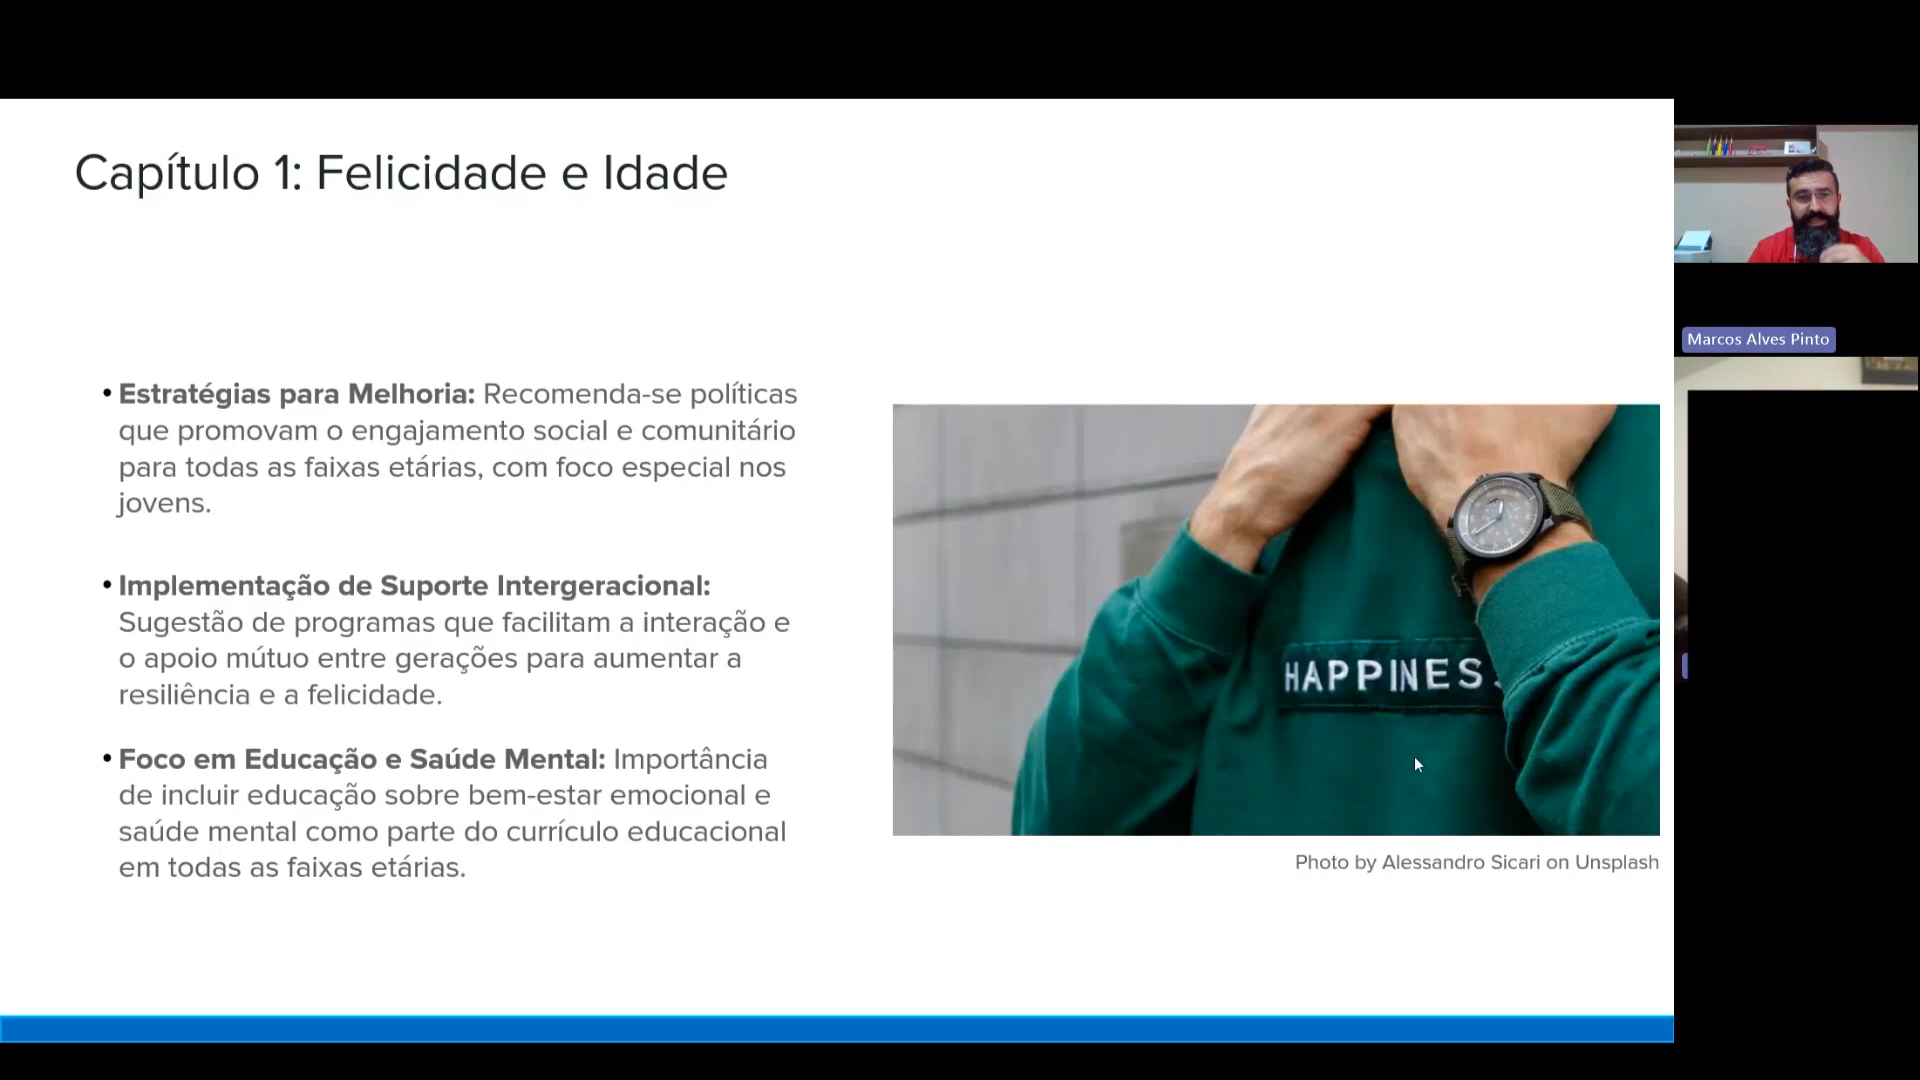 Capítulo 1: Felicidade e Idade
• Estratégias para Melhoria: Recomenda-se políticas
que promovam o engajamento social e comunitário
para todas as faixas etárias, com foco especial nos
jovens.
• Implementação de Suporte Intergeracional:
Sugestão de programas que facilitam a interação e
o apoio mútuo entre gerações para aumentar a
resiliência e a felicidade.
• Foco em Educação e Saúde Mental: Importância
de incluir educação sobre bem-estar emocional e
saúde mental como parte do currículo educacional
em todas as faixas etárias.
HAPPINES
Photo by Alessandro Sicari on Unsplash
Marcos Alves Pinto